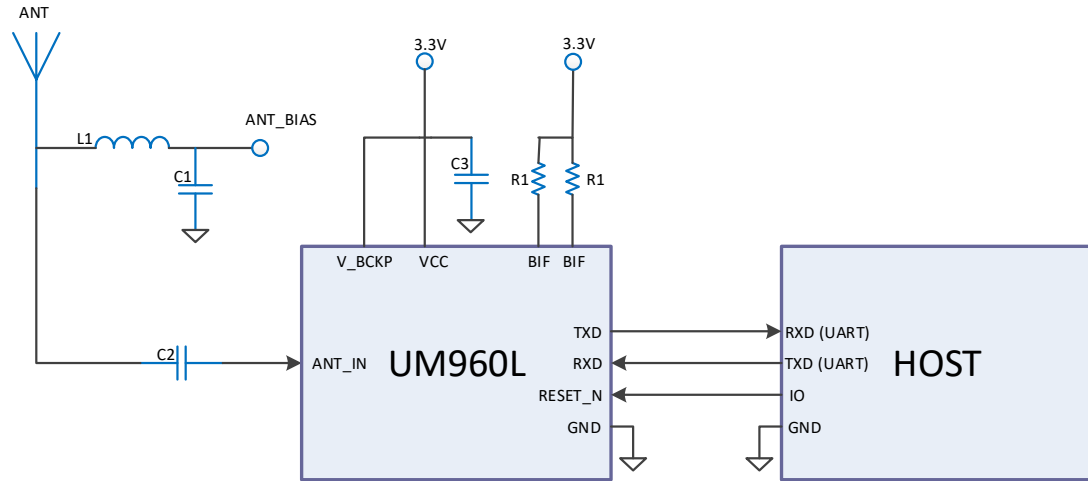 ANT
3.3V
3.3V
ANT_BIAS
L1
C1
C3
R1
R1
V_BCKP
VCC
BIF
BIF
TXD
RXD (UART)
C2
ANT_IN
UM960L
RXD
TXD (UART)
HOST
RESET_N
IO
GND
GND